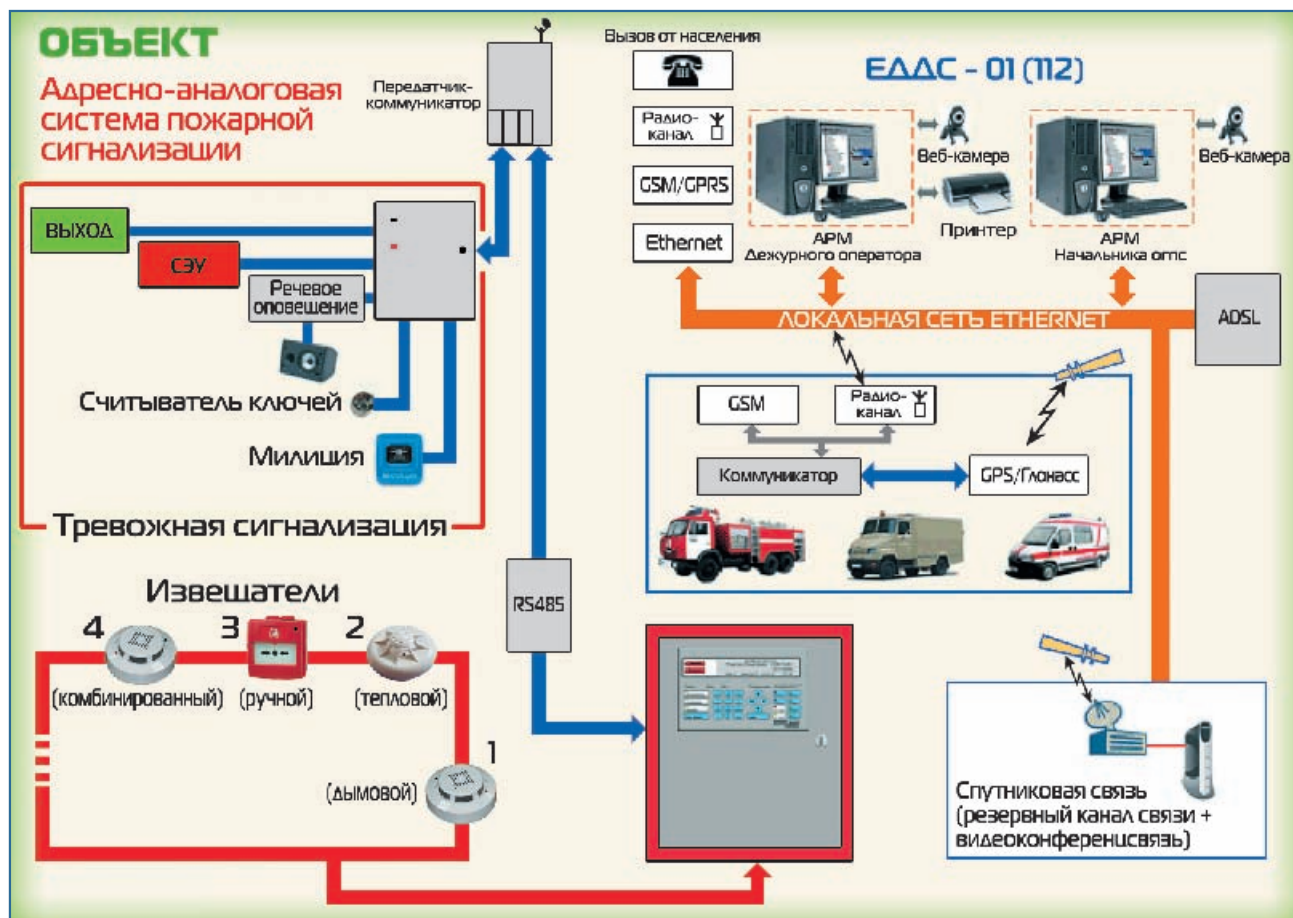 ОБЪЕКТ
Адресно-аналоговая
система пожарной
сигнализации
Передатчик-
коммуникатор
ВЫХОД
СЭУ
Речевое
оповещение
Считыватель ключей
Милиция
Тревожная сигнализация
Извещатели
4
3
2
(комбинированный)
(ручной)
(тепловой)
1
(дымовой)
RS485
Вызов от населения
Радио-
канал
GSM/GPRS
Ethernet
ЕДДС - 01 (112)
Веб-камера
Веб-камера
Принтер
АРМ
Дежурного оператора
АРМ
Начальника огпс
ЛОКАЛЬНАЯ СЕТЬ ETHERNET
ADSL
GSM
Радио-
канал
Коммуникатор
GPS/Глонасс
Спутниковая связь
(резервный канал связи +
видеоконференцсвязь)